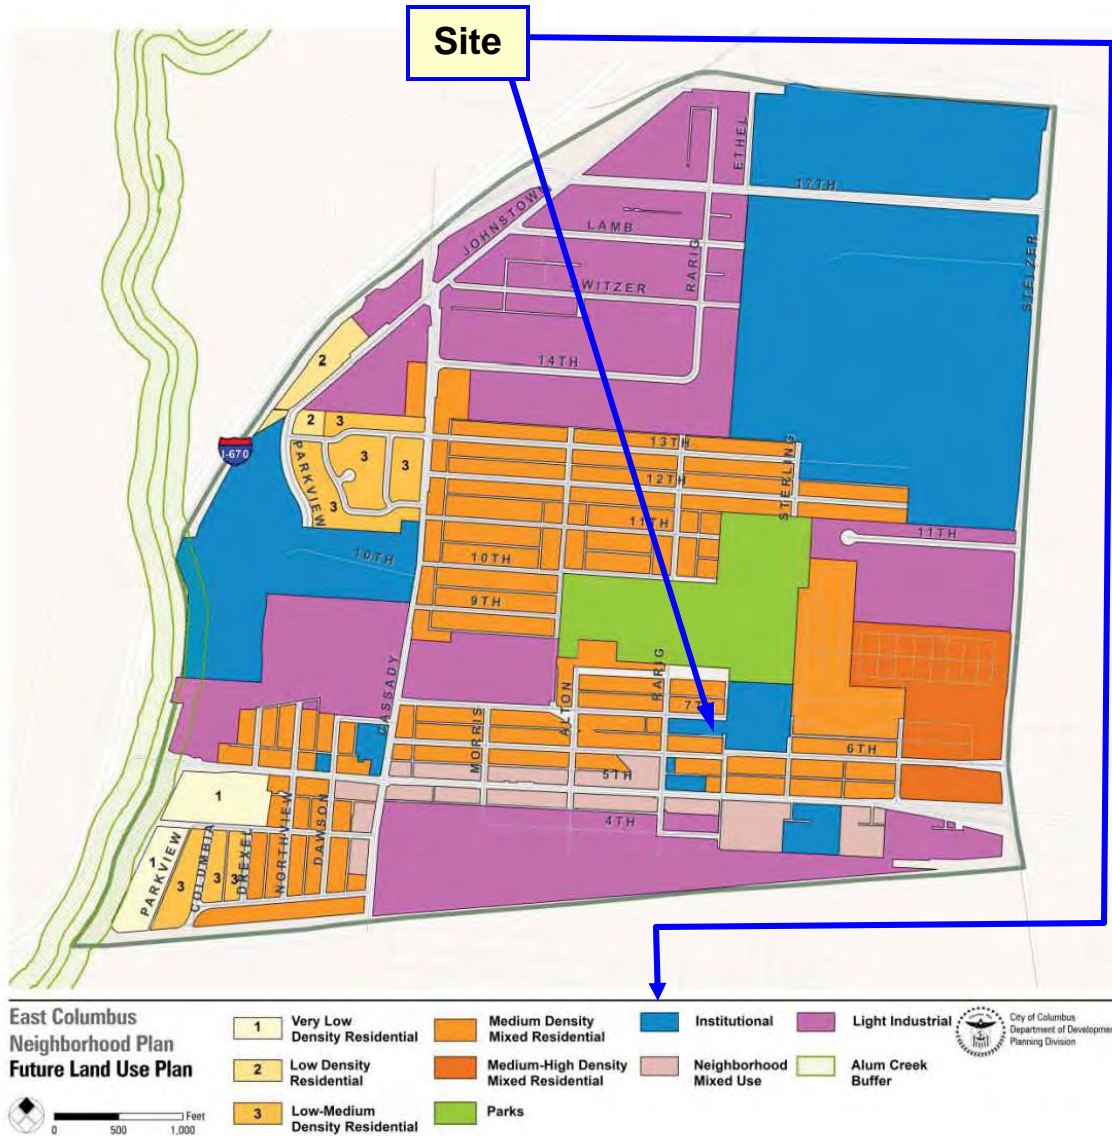 Site
ETHEL
17TH
JOHNSTOWN
LAMB
RARIG
STELZER
SWITZER
14TH
2
2
3
I-670
13TH
3
3
STERLING
PARKVIEW
12TH
3
11TH
11TH
10TH
10TH
9TH
CASSADY
RARIG
ALTON
7TH
MORRIS
6TH
5TH
1
4TH
1
PARKVIEW
3
COLUMBIA
3
3
DREXEL
NORTHVIEW
DAWSON
East Columbus
Neighborhood Plan
Future Land Use Plan
Feet
0 500 1,000
1 Very Low
Density Residential
2 Low Density
Residential
3 Low-Medium
Density Residential
Medium Density
Mixed Residential
Medium-High Density
Mixed Residential
Parks
Institutional
Neighborhood
Mixed Use
Light Industrial
Alum Creek
Buffer
City of Columbus
Department of Developmen
Planning Division